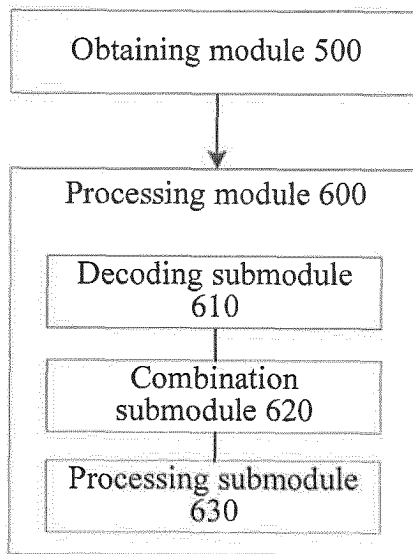 Obtaining module 500
Processing module 600
Decoding submodule
610
Combination
submodule 620
Processing submodule
630